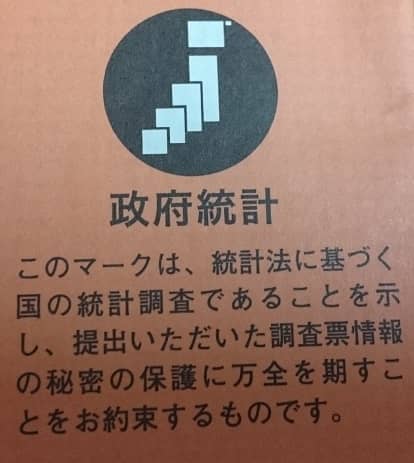 政府統計
このマークは、統計法に基づく
国の統計調査であることを示
し、提出いただいた調査票情報
の秘密の保護に万全を期すこ
とをお約束するものです。